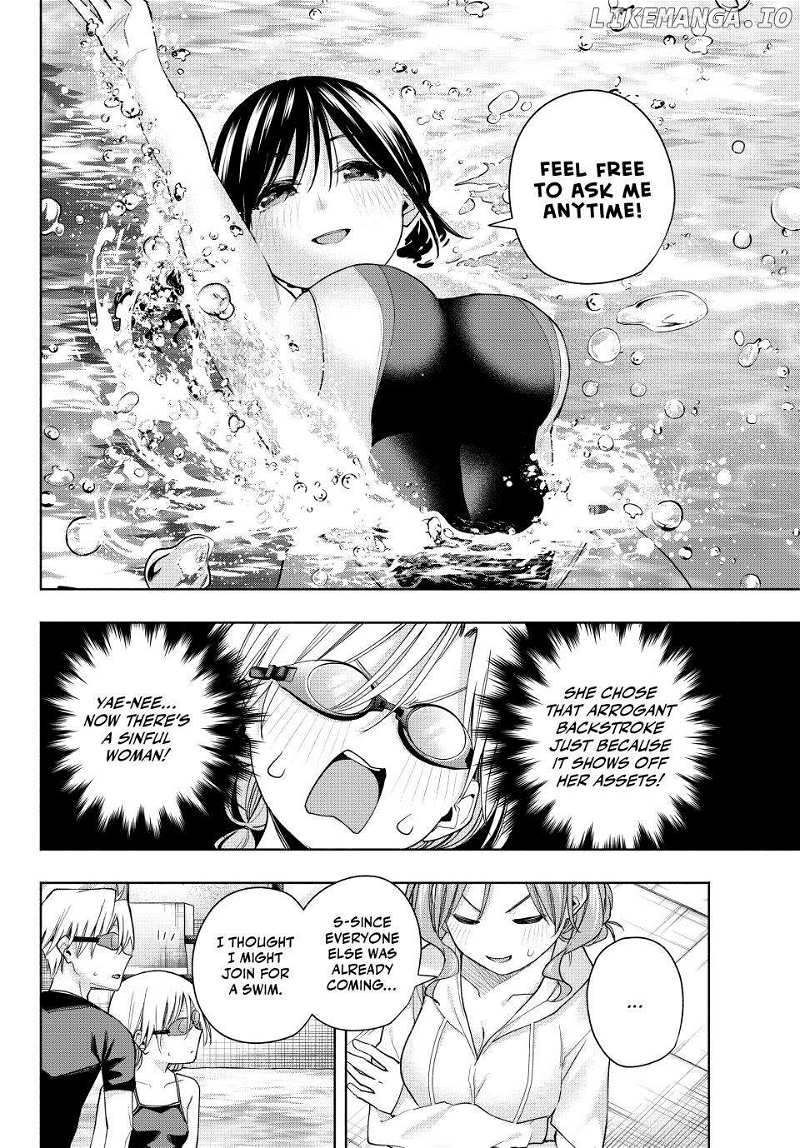 LIKEMANGA.IO
FEEL FREE
TO ASK ME
ANYTIME!
SHE CHOSE
THAT ARROGANT
BACKSTROKE
JUST BECAUSE
IT SHOWS OFF
HER ASSETS!
YAE-NEE...
NOW THERE'S
A SINFUL
WOMAN!
...
S-SINCE
EVERYONE
ELSE WAS
ALREADY
COMING...
I THOUGHT
I MIGHT
JOIN FOR
A SWIM.